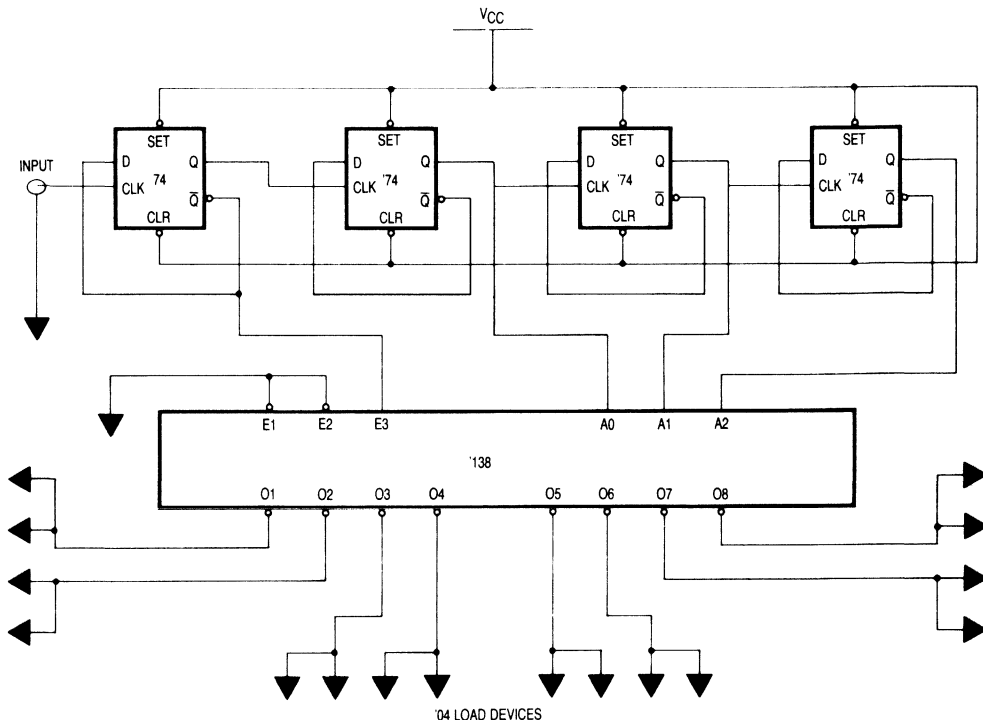 VCC
SET
SET
SET
SET
INPUT
D
Q
D
Q
D
Q
D
Q
CLK
'74
Q̅
CLK
'74
Q̅
CLK
'74
Q̅
CLK
'74
Q̅
CLR
CLR
CLR
CLR
E1
E2
E3
A0
A1
A2
'138
O1
O2
O3
O4
O5
O6
O7
O8
'04 LOAD DEVICES